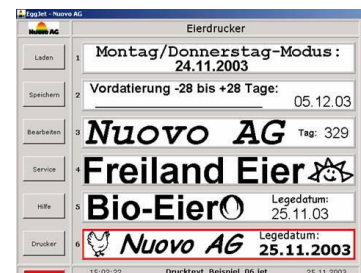 EggJet - Nuovo AG
Nuovo AG
Eierdrucker
Laden
1
Montag/Donnerstag-Modus:
24.11.2003
Speichern
2
Vordatierung -28 bis +28 Tage:
05.12.03
Bearbeiten
3
Nuovo AG Tag: 329
Service
4
Freiland Eier
Hilfe
5
Bio-Eier
Legedatum:
25.11.03
Drucker
6
Nuovo AG
Legedatum:
25.11.2003
15:02:22 Drucktext Beispiel 06.jet 25.11.2003